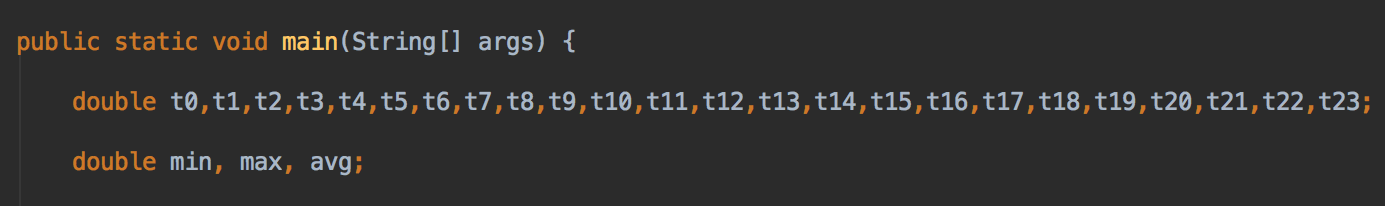 public static void main(String[] args) {
double t0,t1,t2,t3,t4,t5,t6,t7,t8,t9,t10,t11,t12,t13,t14,t15,t16,t17,t18,t19,t20,t21,t22,t23;
double min, max, avg;